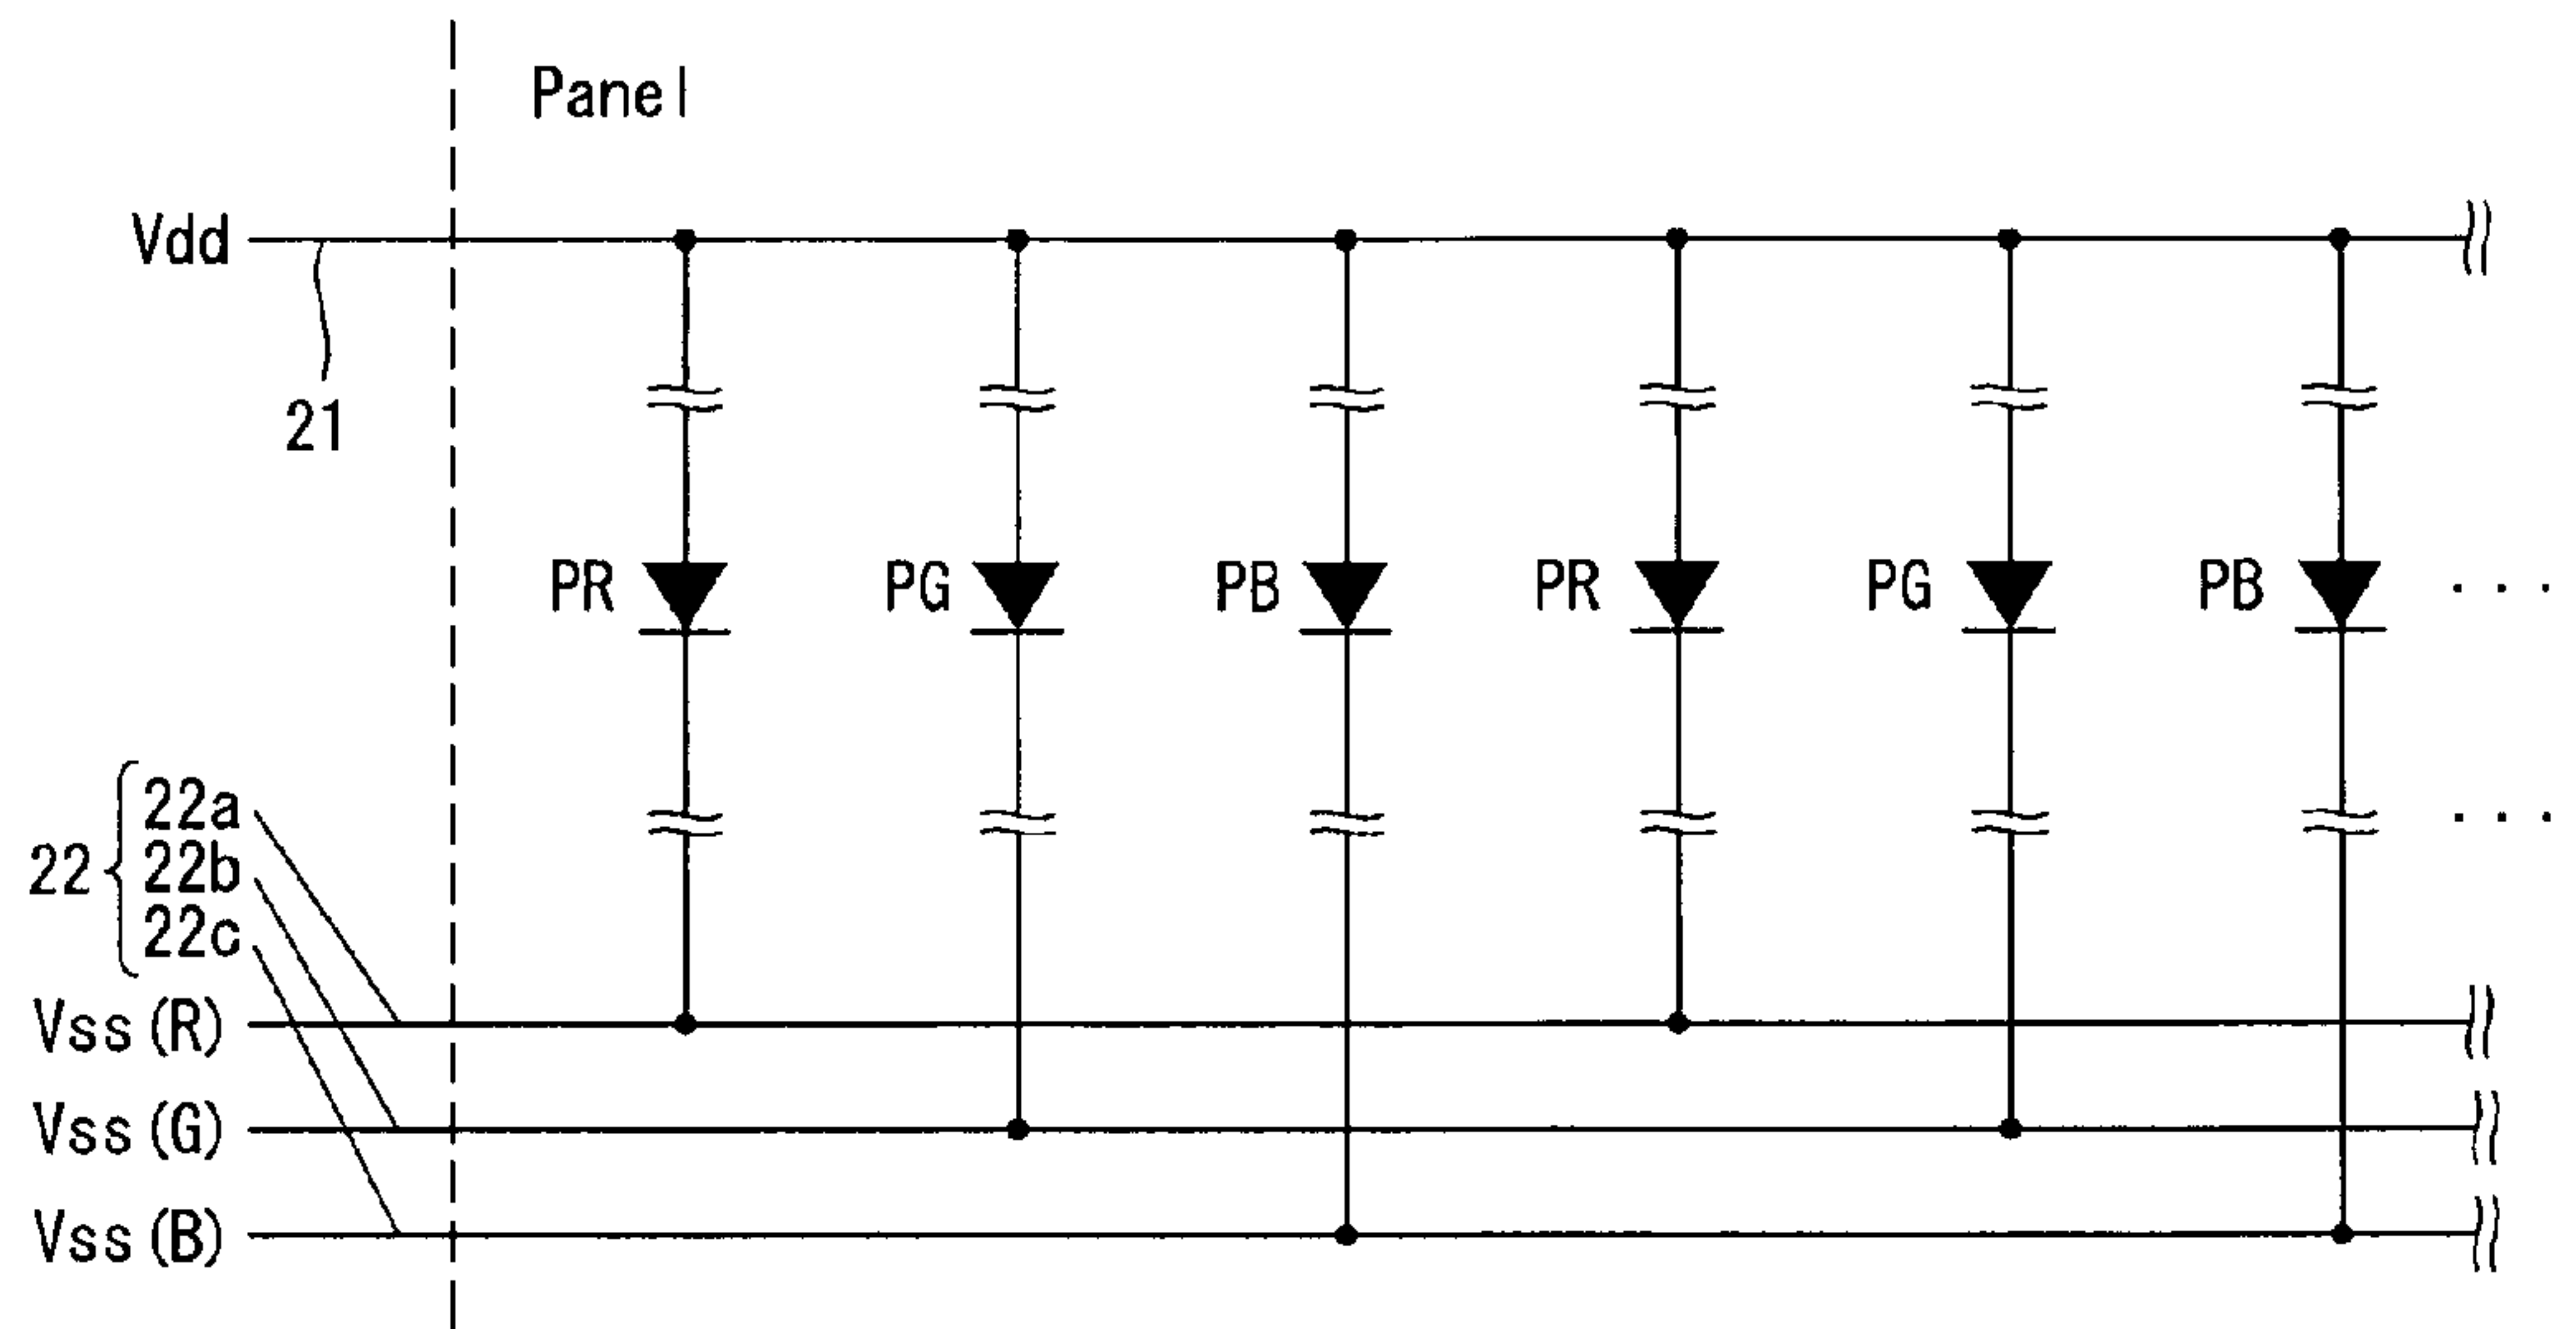 Panel
Vdd
21
PR PG PB PR PG PB ...
22a
22 22b
22c
...
Vss(R)
Vss(G)
Vss(B)